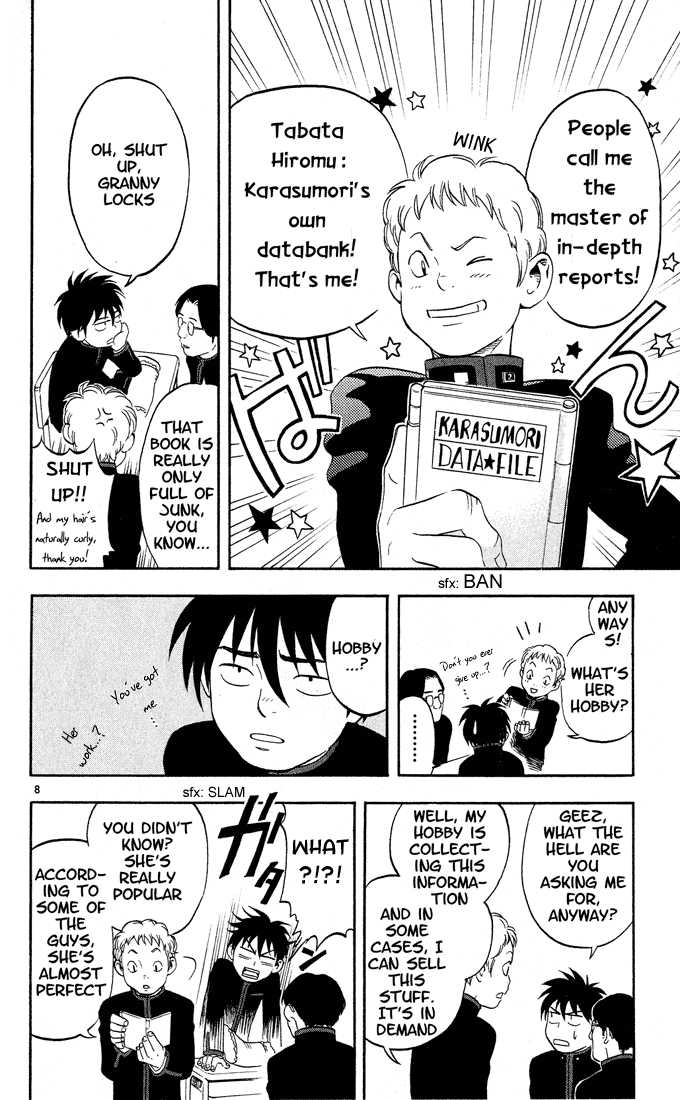 People
call me
the
master of
in-depth
reports!
WINK
Tabata
Hiromu:
Karasumori's
own
databank!
That's me!
KARASUMORI
DATA★FILE
ばん
sfx: BAN
OH, SHUT
UP,
GRANNY
LOCKS
THAT
BOOK IS
REALLY
ONLY
FULL OF
JUNK,
YOU
KNOW...
SHUT
UP!!
And my hair's
naturally curly,
thank you!
ANY
WAY
S!
WHAT'S
HER
HOBBY?
Don't you ever
give up...?
........
HOBBY
...?
You've got
me
...
Her
work...?
8
GEEZ,
WHAT THE
HELL ARE
YOU
ASKING ME
FOR,
ANYWAY?
WELL, MY
HOBBY IS
COLLECT-
ING THIS
INFORMA-
TION
AND IN
SOME
CASES, I
CAN SELL
THIS
STUFF.
IT'S IN
DEMAND
sfx: SLAM
ガタ
WHAT
?!?!
YOU DIDN'T
KNOW?
SHE'S
REALLY
POPULAR
ACCORD-
ING TO
SOME OF
THE
GUYS,
SHE'S
ALMOST
PERFECT